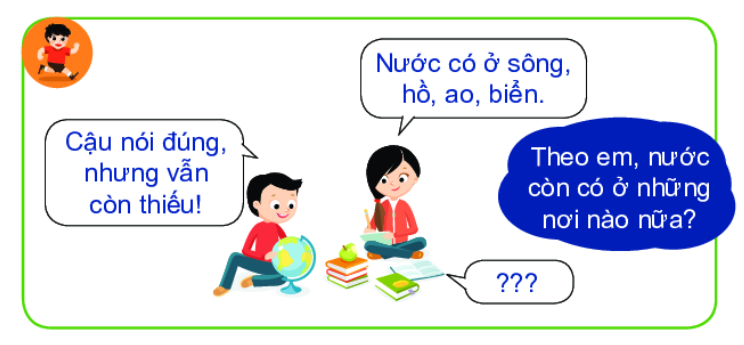 Nước có ở sông,
hồ, ao, biển.
Cậu nói đúng,
nhưng vẫn
còn thiếu!
Theo em, nước
còn có ở những
nơi nào nữa?
???